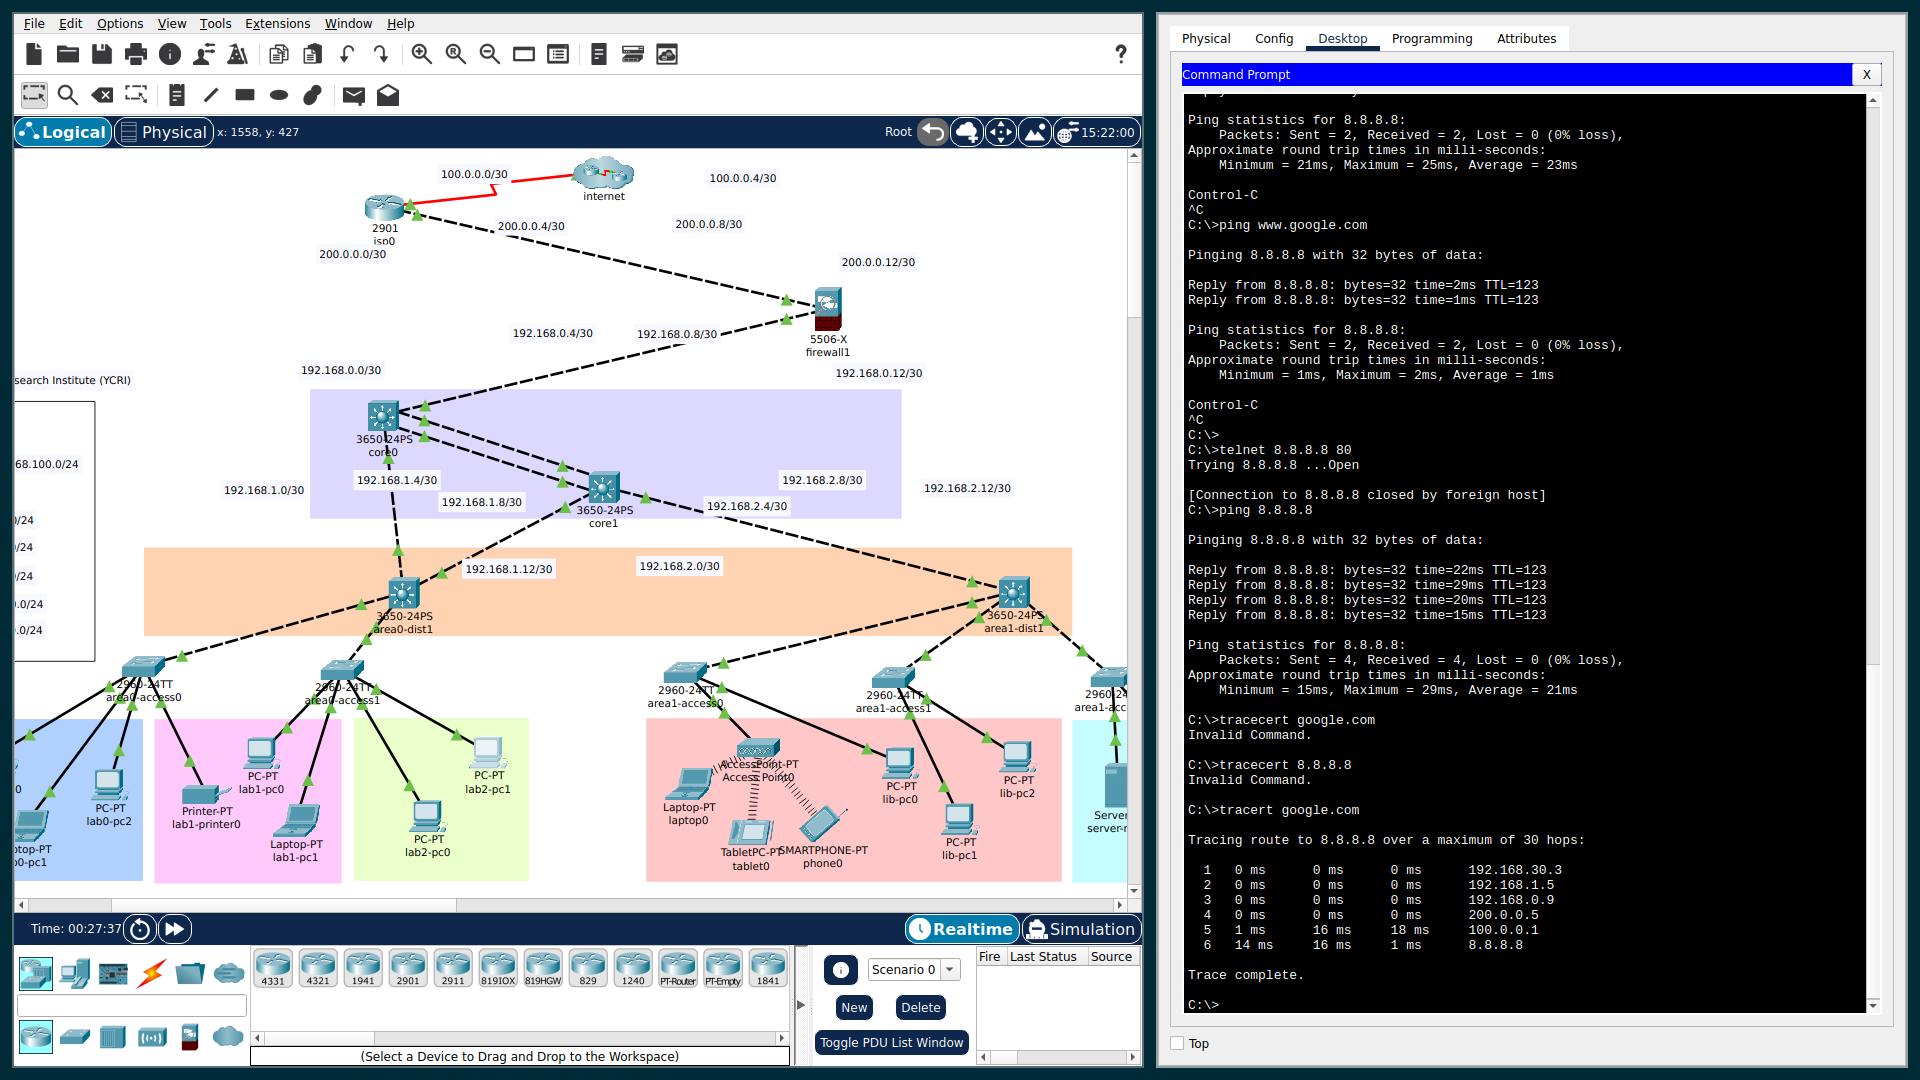 File Edit Options View Tools Extensions Window Help
?
Logical Physical x: 1558, y: 427 Root 15:22:00
100.0.0.0/30
internet
100.0.0.4/30
2901
isp0
200.0.0.4/30
200.0.0.8/30
200.0.0.0/30
200.0.0.12/30
5506-X
firewall1
192.168.0.4/30
192.168.0.8/30
192.168.0.0/30
192.168.0.12/30
search Institute (YCRI)
3650-24PS
core0
68.100.0/24
192.168.1.0/30
192.168.1.4/30
192.168.1.8/30
192.168.2.8/30
192.168.2.12/30
192.168.2.4/30
3650-24PS
core1
/24
/24
/24
.0/24
.0/24
192.168.1.12/30
192.168.2.0/30
3650-24PS
area0-dist1
3650-24PS
area1-dist1
2960-24TT
area0-access0
2960-24TT
area0-access1
2960-24TT
area1-access0
2960-24TT
area1-access1
2960-24
area1-acc
0
PC-PT
lab0-pc2
top-PT
b0-pc1
PC-PT
lab1-pc0
Printer-PT
lab1-printer0
Laptop-PT
lab1-pc1
PC-PT
lab2-pc1
PC-PT
lab2-pc0
AccessPoint-PT
Access Point0
Laptop-PT
laptop0
TabletPC-PT
tablet0
SMARTPHONE-PT
phone0
PC-PT
lib-pc0
PC-PT
lib-pc2
PC-PT
lib-pc1
Server
server-r
Time: 00:27:37 Realtime Simulation
4331 4321 1941 2901 2911 819IOX 819HGW 829 1240 PT-Router PT-Empty 1841
(Select a Device to Drag and Drop to the Workspace)
Scenario 0
New Delete
Toggle PDU List Window
Fire Last Status Source
Physical Config Desktop Programming Attributes
Command Prompt X
Ping statistics for 8.8.8.8:
Packets: Sent = 2, Received = 2, Lost = 0 (0% loss),
Approximate round trip times in milli-seconds:
Minimum = 21ms, Maximum = 25ms, Average = 23ms
Control-C
^C
C:\>ping www.google.com
Pinging 8.8.8.8 with 32 bytes of data:
Reply from 8.8.8.8: bytes=32 time=2ms TTL=123
Reply from 8.8.8.8: bytes=32 time=1ms TTL=123
Ping statistics for 8.8.8.8:
Packets: Sent = 2, Received = 2, Lost = 0 (0% loss),
Approximate round trip times in milli-seconds:
Minimum = 1ms, Maximum = 2ms, Average = 1ms
Control-C
^C
C:\>
C:\>telnet 8.8.8.8 80
Trying 8.8.8.8 ...Open
[Connection to 8.8.8.8 closed by foreign host]
C:\>ping 8.8.8.8
Pinging 8.8.8.8 with 32 bytes of data:
Reply from 8.8.8.8: bytes=32 time=22ms TTL=123
Reply from 8.8.8.8: bytes=32 time=29ms TTL=123
Reply from 8.8.8.8: bytes=32 time=20ms TTL=123
Reply from 8.8.8.8: bytes=32 time=15ms TTL=123
Ping statistics for 8.8.8.8:
Packets: Sent = 4, Received = 4, Lost = 0 (0% loss),
Approximate round trip times in milli-seconds:
Minimum = 15ms, Maximum = 29ms, Average = 21ms
C:\>tracecert google.com
Invalid Command.
C:\>tracecert 8.8.8.8
Invalid Command.
C:\>tracert google.com
Tracing route to 8.8.8.8 over a maximum of 30 hops:
1 0 ms 0 ms 0 ms 192.168.30.3
2 0 ms 0 ms 0 ms 192.168.1.5
3 0 ms 0 ms 0 ms 192.168.0.9
4 0 ms 0 ms 0 ms 200.0.0.5
5 1 ms 16 ms 18 ms 100.0.0.1
6 14 ms 16 ms 1 ms 8.8.8.8
Trace complete.
C:\>
Top